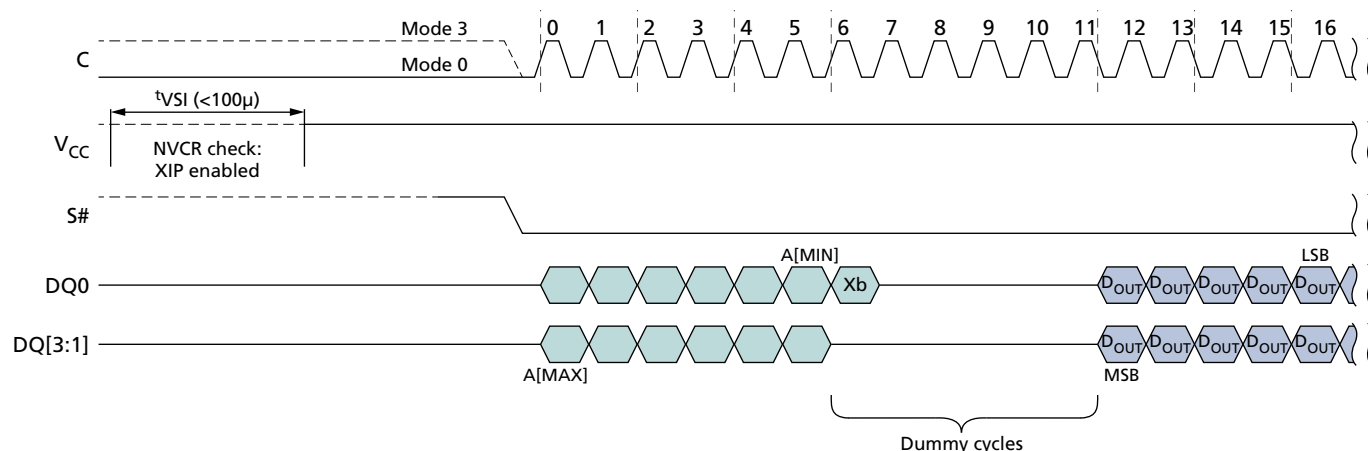 0 1 2 3 4 5 6 7 8 9 10 11 12 13 14 15 16
Mode 3
C
Mode 0
tVSI (<100µ)
VCC
NVCR check:
XIP enabled
S#
A[MIN]
LSB
DQ0
Xb
DOUT DOUT DOUT DOUT DOUT
DQ[3:1]
DOUT DOUT DOUT DOUT DOUT
A[MAX]
MSB
Dummy cycles